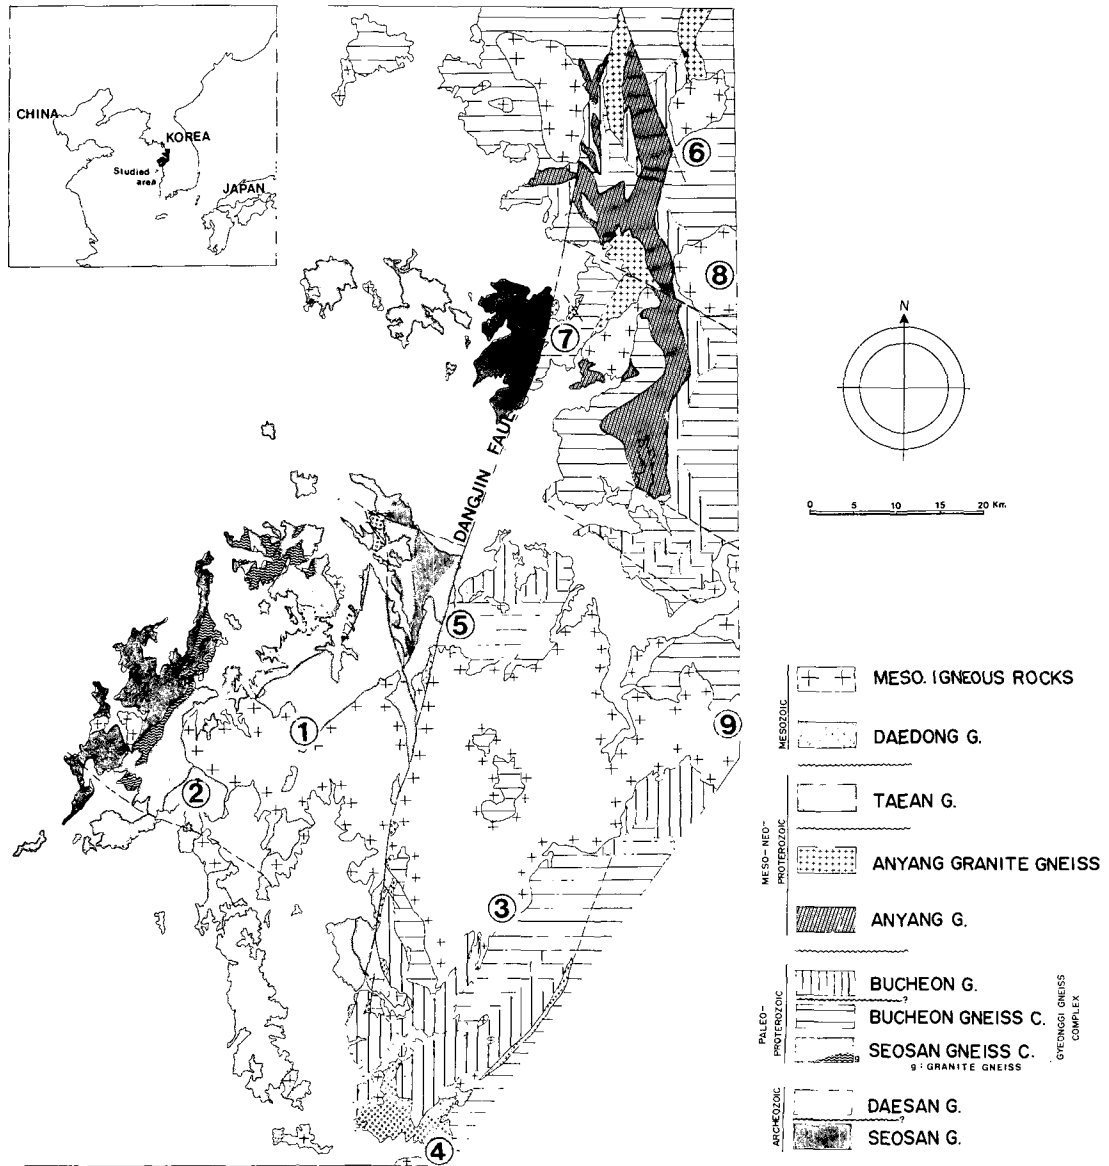 CHINA
KOREA
Studied
area
JAPAN
6
8
7
DANGJIN FAUL
5
1
9
2
3
4
N
0 5 10 15 20 Km.
MESOZOIC
MESO. IGNEOUS ROCKS
DAEDONG G.
MESO-NEO-
PROTEROZOIC
TAEAN G.
ANYANG GRANITE GNEISS
ANYANG G.
PALEO-
PROTEROZOIC
BUCHEON G.
?
BUCHEON GNEISS C.
SEOSAN GNEISS C.
g
g : GRANITE GNEISS
GYEONGGI GNEISS
COMPLEX
ARCHEOZOIC
DAESAN G.
?
SEOSAN G.